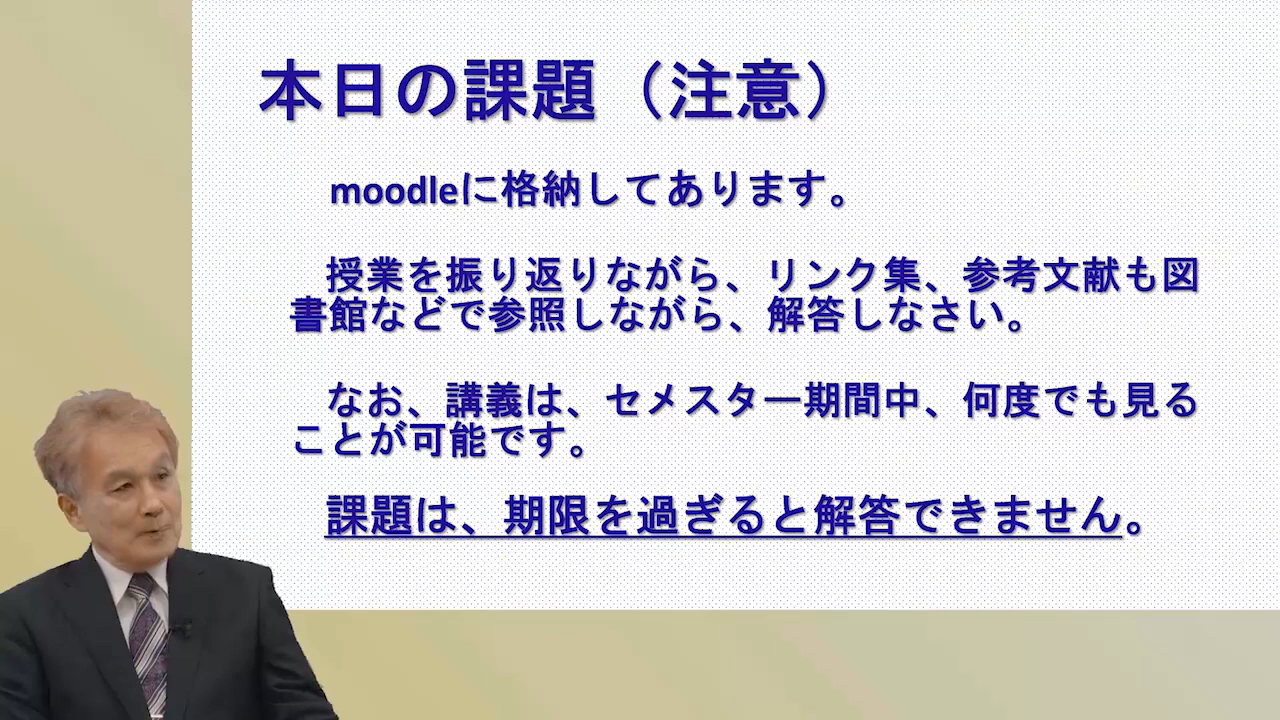 本日の課題（注意）
moodleに格納してあります。
授業を振り返りながら、リンク集、参考文献も図
書館などで参照しながら、解答しなさい。
なお、講義は、セメスター期間中、何度でも見る
ことが可能です。
課題は、期限を過ぎると解答できません。